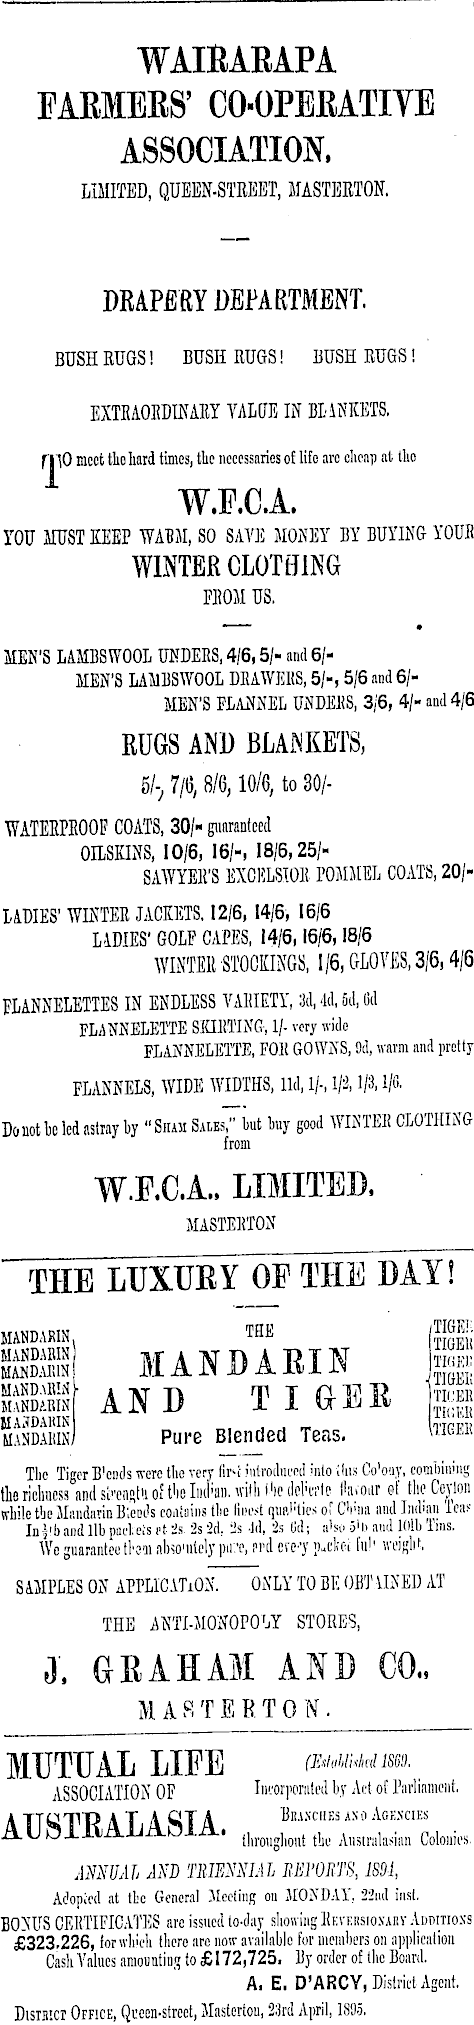 WAIRARAPA
FARMERS' CO-OPERATIVE
ASSOCIATION,
LIMITED, QUEEN-STREET, MASTERTON.
DRAPERY DEPARTMENT.
BUSH RUGS! BUSH RUGS! BUSH RUGS!
EXTRAORDINARY VALUE IN BLANKETS.
TO meet the hard times, the necessaries of life are cheap at the
W.F.C.A.
YOU MUST KEEP WARM, SO SAVE MONEY BY BUYING YOUR
WINTER CLOTHING
FROM US.
MEN'S LAMBSWOOL UNDERS, 4/6, 5/- and 6/-
MEN'S LAMBSWOOL DRAWERS, 5/-, 5/6 and 6/-
MEN'S FLANNEL UNDERS, 3/6, 4/- and 4/6
RUGS AND BLANKETS,
5/-, 7/6, 8/6, 10/6, to 30/-
WATERPROOF COATS, 30/- guaranteed
OILSKINS, 10/6, 16/-, 18/6, 25/-
SAWYER'S EXCELSIOR POMMEL COATS, 20/-
LADIES' WINTER JACKETS, 12/6, 14/6, 16/6
LADIES' GOLF CAPES, 14/6, 16/6, 18/6
WINTER STOCKINGS, 1/6, GLOVES, 3/6, 4/6
FLANNELETTES IN ENDLESS VARIETY, 3d, 4d, 5d, 6d
FLANNELETTE SKIRTING, 1/- very wide
FLANNELETTE, FOR GOWNS, 9d, warm and pretty
FLANNELS, WIDE WIDTHS, 11d, 1/-, 1/2, 1/3, 1/6.
Do not be led astray by "SHAM SALES," but buy good WINTER CLOTHING
from
W.F.C.A., LIMITED,
MASTERTON
THE LUXURY OF THE DAY!
MANDARIN
MANDARIN
MANDARIN
MANDARIN
MANDARIN
MANDARIN
MANDARIN
THE
MANDARIN
AND TIGER
Pure Blended Teas.
TIGER
TIGER
TIGER
TIGER
TIGER
TIGER
TIGER
The Tiger Blends were the very first introduced into this Colony, combining
the richness and strength of the Indian, with the delicate flavour of the Ceylon
while the Mandarin Blends contains the finest qualities of China and Indian Teas
In ½lb and 1lb packets at 2s, 2s 2d, 2s 4d, 2s 6d; also 5lb and 10lb Tins.
We guarantee them absolutely pure, and every packet full weight.
SAMPLES ON APPLICATION. ONLY TO BE OBTAINED AT
THE ANTI-MONOPOLY STORES,
J. GRAHAM AND CO.,
MASTERTON.
MUTUAL LIFE
ASSOCIATION OF
AUSTRALASIA.
(Established 1869.
Incorporated by Act of Parliament.
BRANCHES AND AGENCIES
throughout the Australasian Colonies.
ANNUAL AND TRIENNIAL REPORTS, 1894,
Adopted at the General Meeting on MONDAY, 22nd inst.
BONUS CERTIFICATES are issued to-day showing REVERSIONARY ADDITIONS
£323,226, for which there are now available for members on application
Cash Values amounting to £172,725. By order of the Board.
A. E. D'ARCY, District Agent.
DISTRICT OFFICE, Queen-street, Masterton, 23rd April, 1895.